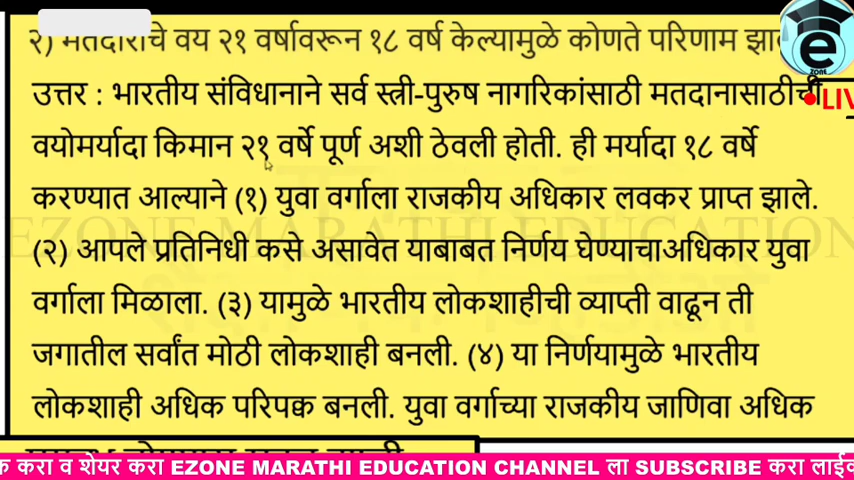 २) मतदाराचे वय २१ वर्षावरून १८ वर्ष केल्यामुळे कोणते परिणाम
उत्तर : भारतीय संविधानाने सर्व स्त्री-पुरुष नागरिकांसाठी मतदानासाठीची
वयोमर्यादा किमान २१ वर्षे पूर्ण अशी ठेवली होती. ही मर्यादा १८ वर्षे
करण्यात आल्याने (१) युवा वर्गाला राजकीय अधिकार लवकर प्राप्त झाले.
(२) आपले प्रतिनिधी कसे असावेत याबाबत निर्णय घेण्याचाअधिकार युवा
वर्गाला मिळाला. (३) यामुळे भारतीय लोकशाहीची व्याप्ती वाढून ती
जगातील सर्वांत मोठी लोकशाही बनली. (४) या निर्णयामुळे भारतीय
लोकशाही अधिक परिपक्व बनली. युवा वर्गाच्या राजकीय जाणिवा अधिक
करा व शेयर करा EZONE MARATHI EDUCATION CHANNEL ला SUBSCRIBE करा
EZONE MARATHI EDUCATION
e
ZONE
LIV